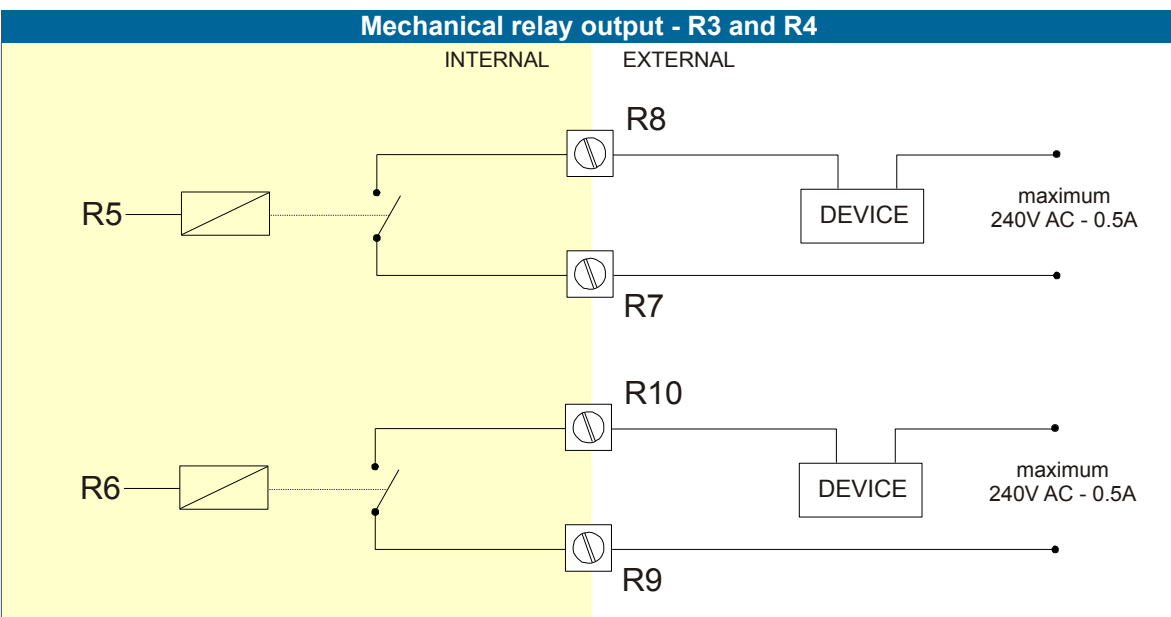 Mechanical relay output - R3 and R4
INTERNAL
EXTERNAL
R8
R5
DEVICE
maximum
240V AC - 0.5A
R7
R10
R6
DEVICE
maximum
240V AC - 0.5A
R9